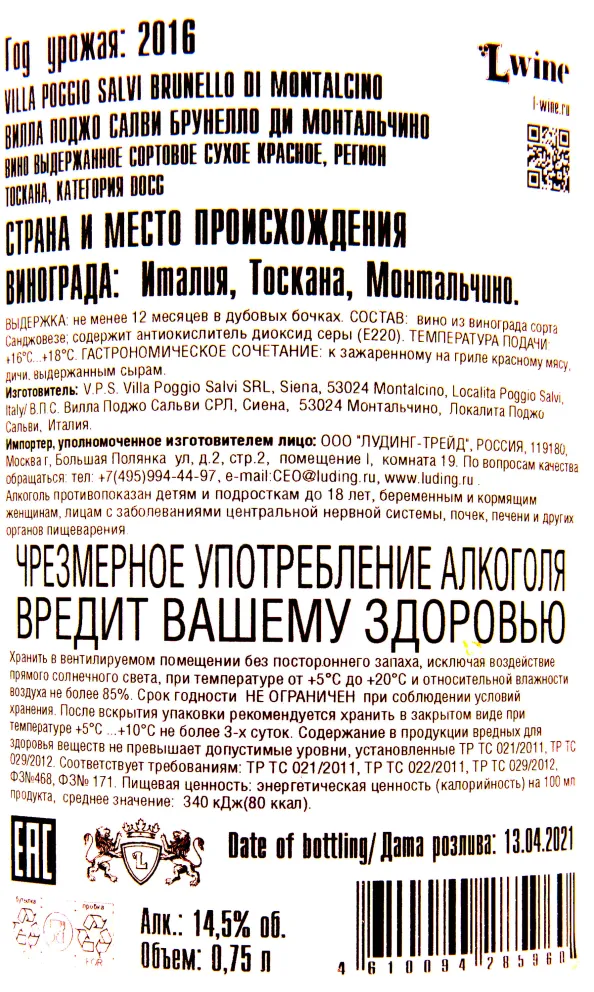 Год урожая: 2016
Lwine
l-wine.ru
VILLA POGGIO SALVI BRUNELLO DI MONTALCINO
ВИЛЛА ПОДЖО САЛВИ БРУНЕЛЛО ДИ МОНТАЛЬЧИНО
ВИНО ВЫДЕРЖАННОЕ СОРТОВОЕ СУХОЕ КРАСНОЕ, РЕГИОН
ТОСКАНА, КАТЕГОРИЯ DOCG
СТРАНА И МЕСТО ПРОИСХОЖДЕНИЯ
ВИНОГРАДА: Италия, Тоскана, Монтальчино.
ВЫДЕРЖКА: не менее 12 месяцев в дубовых бочках. СОСТАВ: вино из винограда сорта
Санджовезе; содержит антиокислитель диоксид серы (Е220). ТЕМПЕРАТУРА ПОДАЧИ:
+16°C...+18°C. ГАСТРОНОМИЧЕСКОЕ СОЧЕТАНИЕ: к зажаренному на гриле красному мясу,
дичи, выдержанным сырам.
Изготовитель: V.P.S. Villa Poggio Salvi SRL, Siena, 53024 Montalcino, Localita Poggio Salvi,
Italy/ В.П.С. Вилла Поджо Сальви СРЛ, Сиена, 53024 Монтальчино, Локалита Поджо
Сальви, Италия.
Импортер, уполномоченное изготовителем лицо: ООО "ЛУДИНГ-ТРЕЙД", РОССИЯ, 119180,
Москва г, Большая Полянка ул, д.2, стр.2, помещение I, комната 19. По вопросам качества
обращаться: тел: +7(495)994-44-97, e-mail:CEO@luding.ru, www.luding.ru .
Алкоголь противопоказан детям и подросткам до 18 лет, беременным и кормящим
женщинам, лицам с заболеваниями центральной нервной системы, почек, печени и других
органов пищеварения.
ЧРЕЗМЕРНОЕ УПОТРЕБЛЕНИЕ АЛКОГОЛЯ
ВРЕДИТ ВАШЕМУ ЗДОРОВЬЮ
Хранить в вентилируемом помещении без постороннего запаха, исключая воздействие
прямого солнечного света, при температуре от +5°C до +20°C и относительной влажности
воздуха не более 85%. Срок годности НЕ ОГРАНИЧЕН при соблюдении условий
хранения. После вскрытия упаковки рекомендуется хранить в закрытом виде при
температуре +5°C ...+10°C не более 3-х суток. Содержание в продукции вредных для
здоровья веществ не превышает допустимые уровни, установленные ТР ТС 021/2011, ТР ТС
029/2012. Соответствует требованиям: ТР ТС 021/2011, ТР ТС 022/2011, ТР ТС 029/2012,
ФЗ№468, ФЗ№ 171. Пищевая ценность: энергетическая ценность (калорийность) на 100 мл
продукта, среднее значение: 340 кДж(80 ккал).
EAC
L
Date of bottling/ Дата розлива: 13.04.2021
бутылка
пробка
Алк.: 14,5% об.
Объем: 0,75 л
4 610094 285960